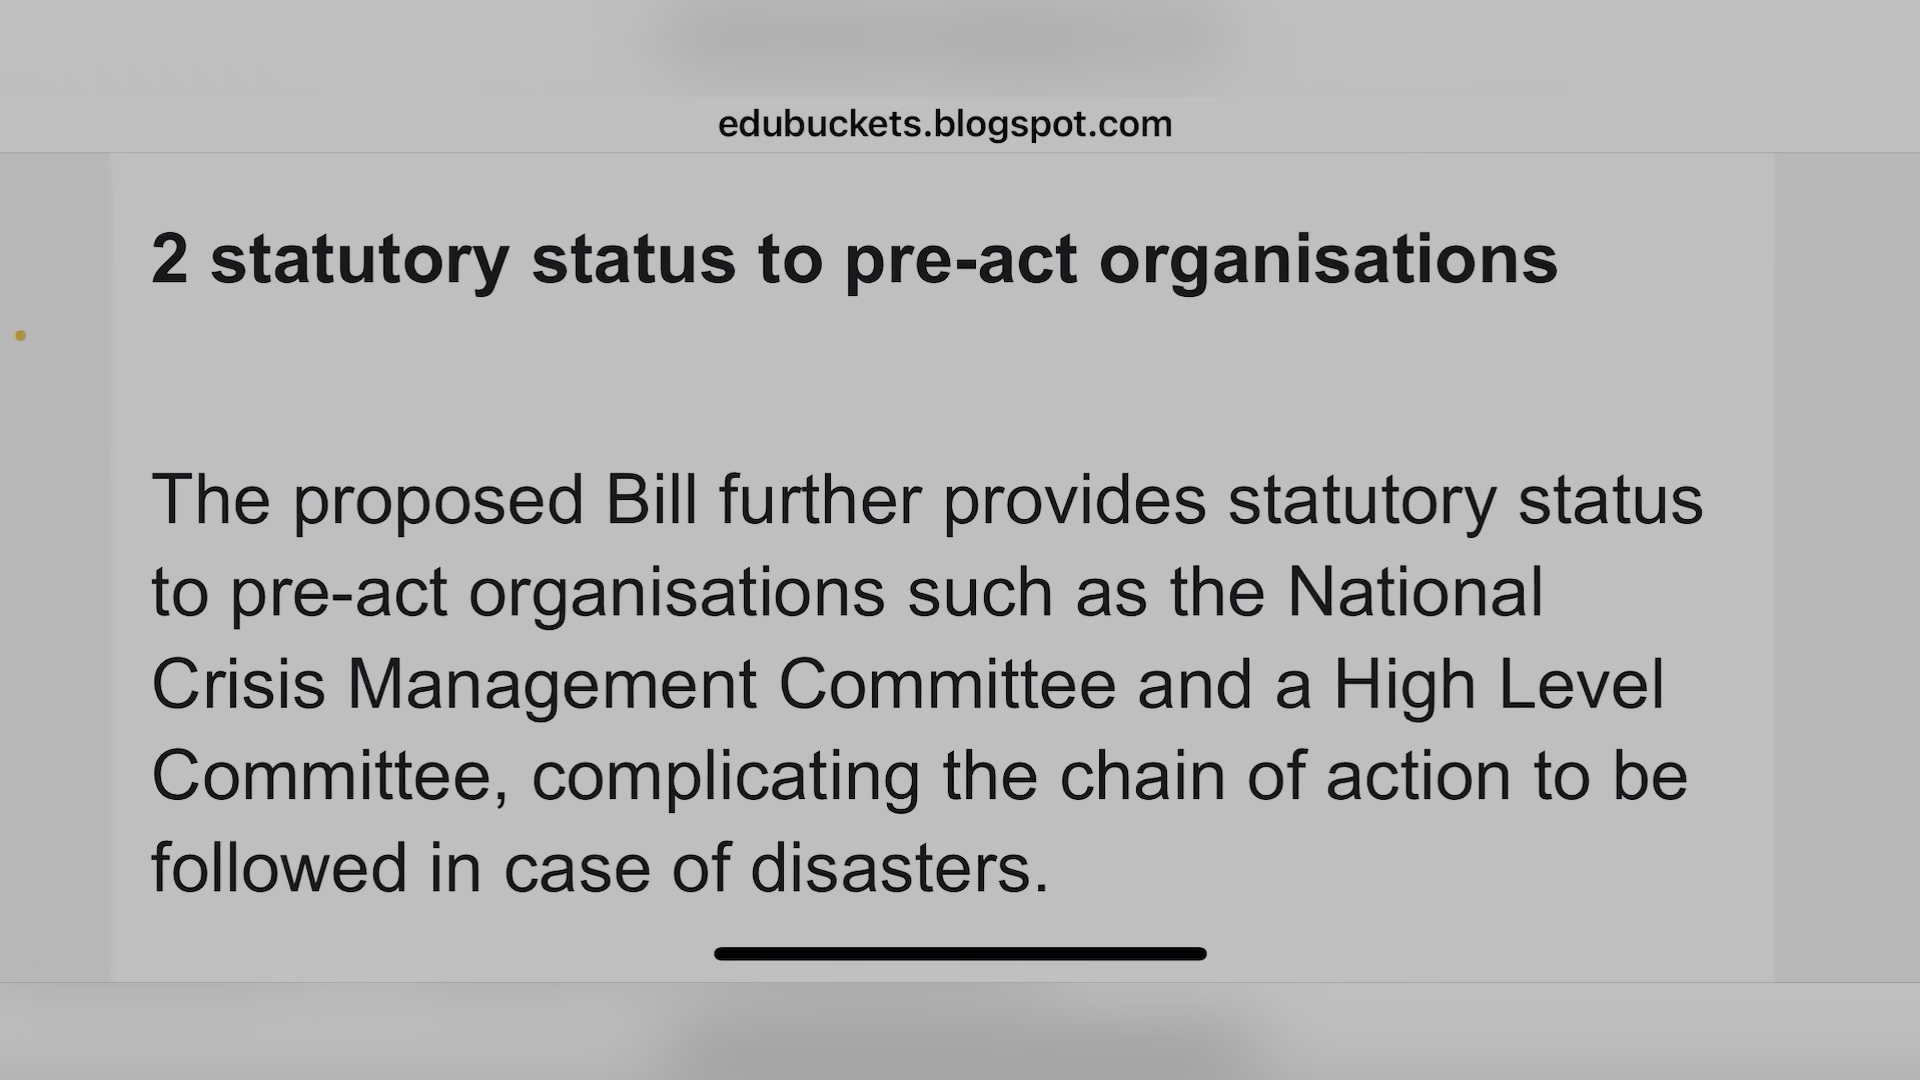 edubuckets.blogspot.com
2 statutory status to pre-act organisations
The proposed Bill further provides statutory status
to pre-act organisations such as the National
Crisis Management Committee and a High Level
Committee, complicating the chain of action to be
followed in case of disasters.